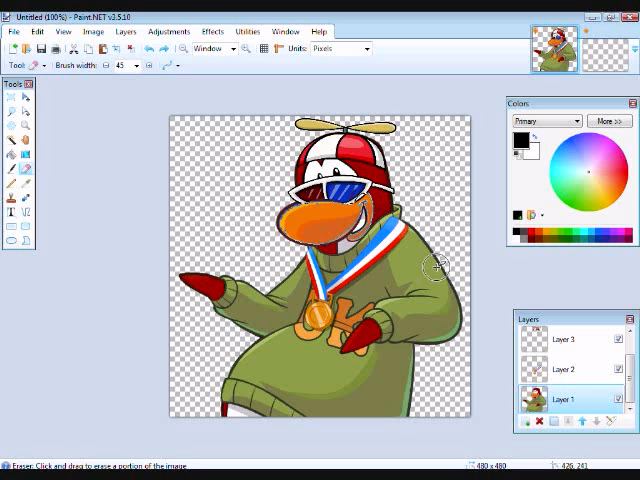 Untitled (100%) - Paint.NET v3.5.10
File Edit View Image Layers Adjustments Effects Utilities Window Help
Window Units: Pixels
Tool: Brush width: 45
Tools
Colors
Primary More >>
OK
Layers
Layer 3
Layer 2
Layer 1
Eraser: Click and drag to erase a portion of the image 480 x 480 426, 241